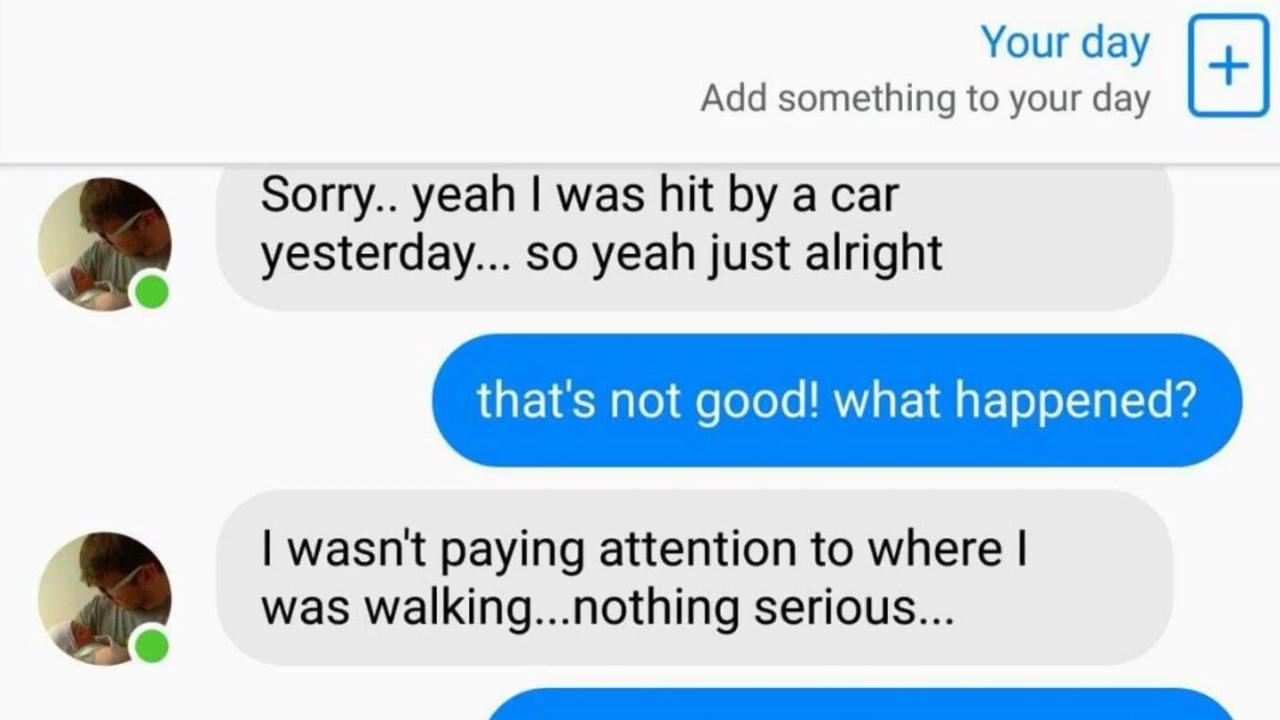 Your day
Add something to your day
Sorry.. yeah I was hit by a car
yesterday... so yeah just alright
that's not good! what happened?
I wasn't paying attention to where I
was walking...nothing serious...